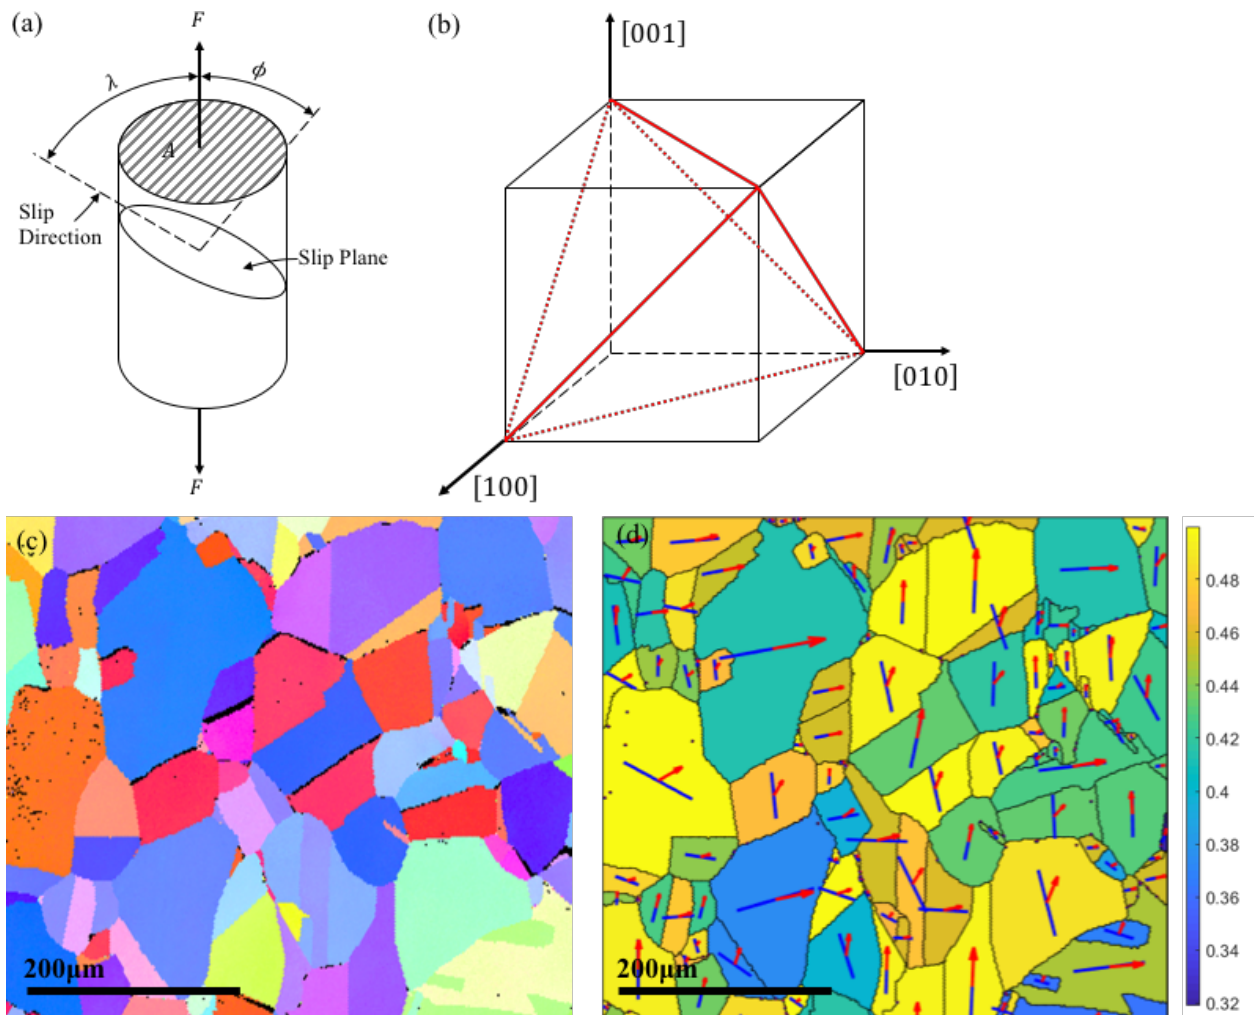 (a)
F
λ
ϕ
A
Slip
Direction
Slip Plane
F
(b)
[001]
[010]
[100]
(c)
200μm
(d)
200μm
0.48
0.46
0.44
0.42
0.4
0.38
0.36
0.34
0.32